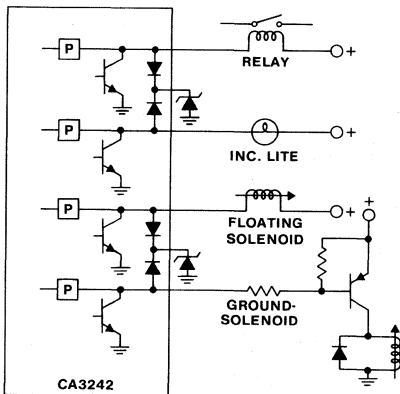 P
RELAY
+
P
INC. LITE
+
P
FLOATING
SOLENOID
+
+
P
GROUND-
SOLENOID
CA3242